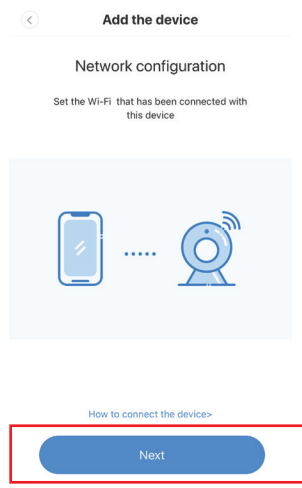 Add the device
Network configuration
Set the Wi-Fi that has been connected with
this device
How to connect the device>
Next